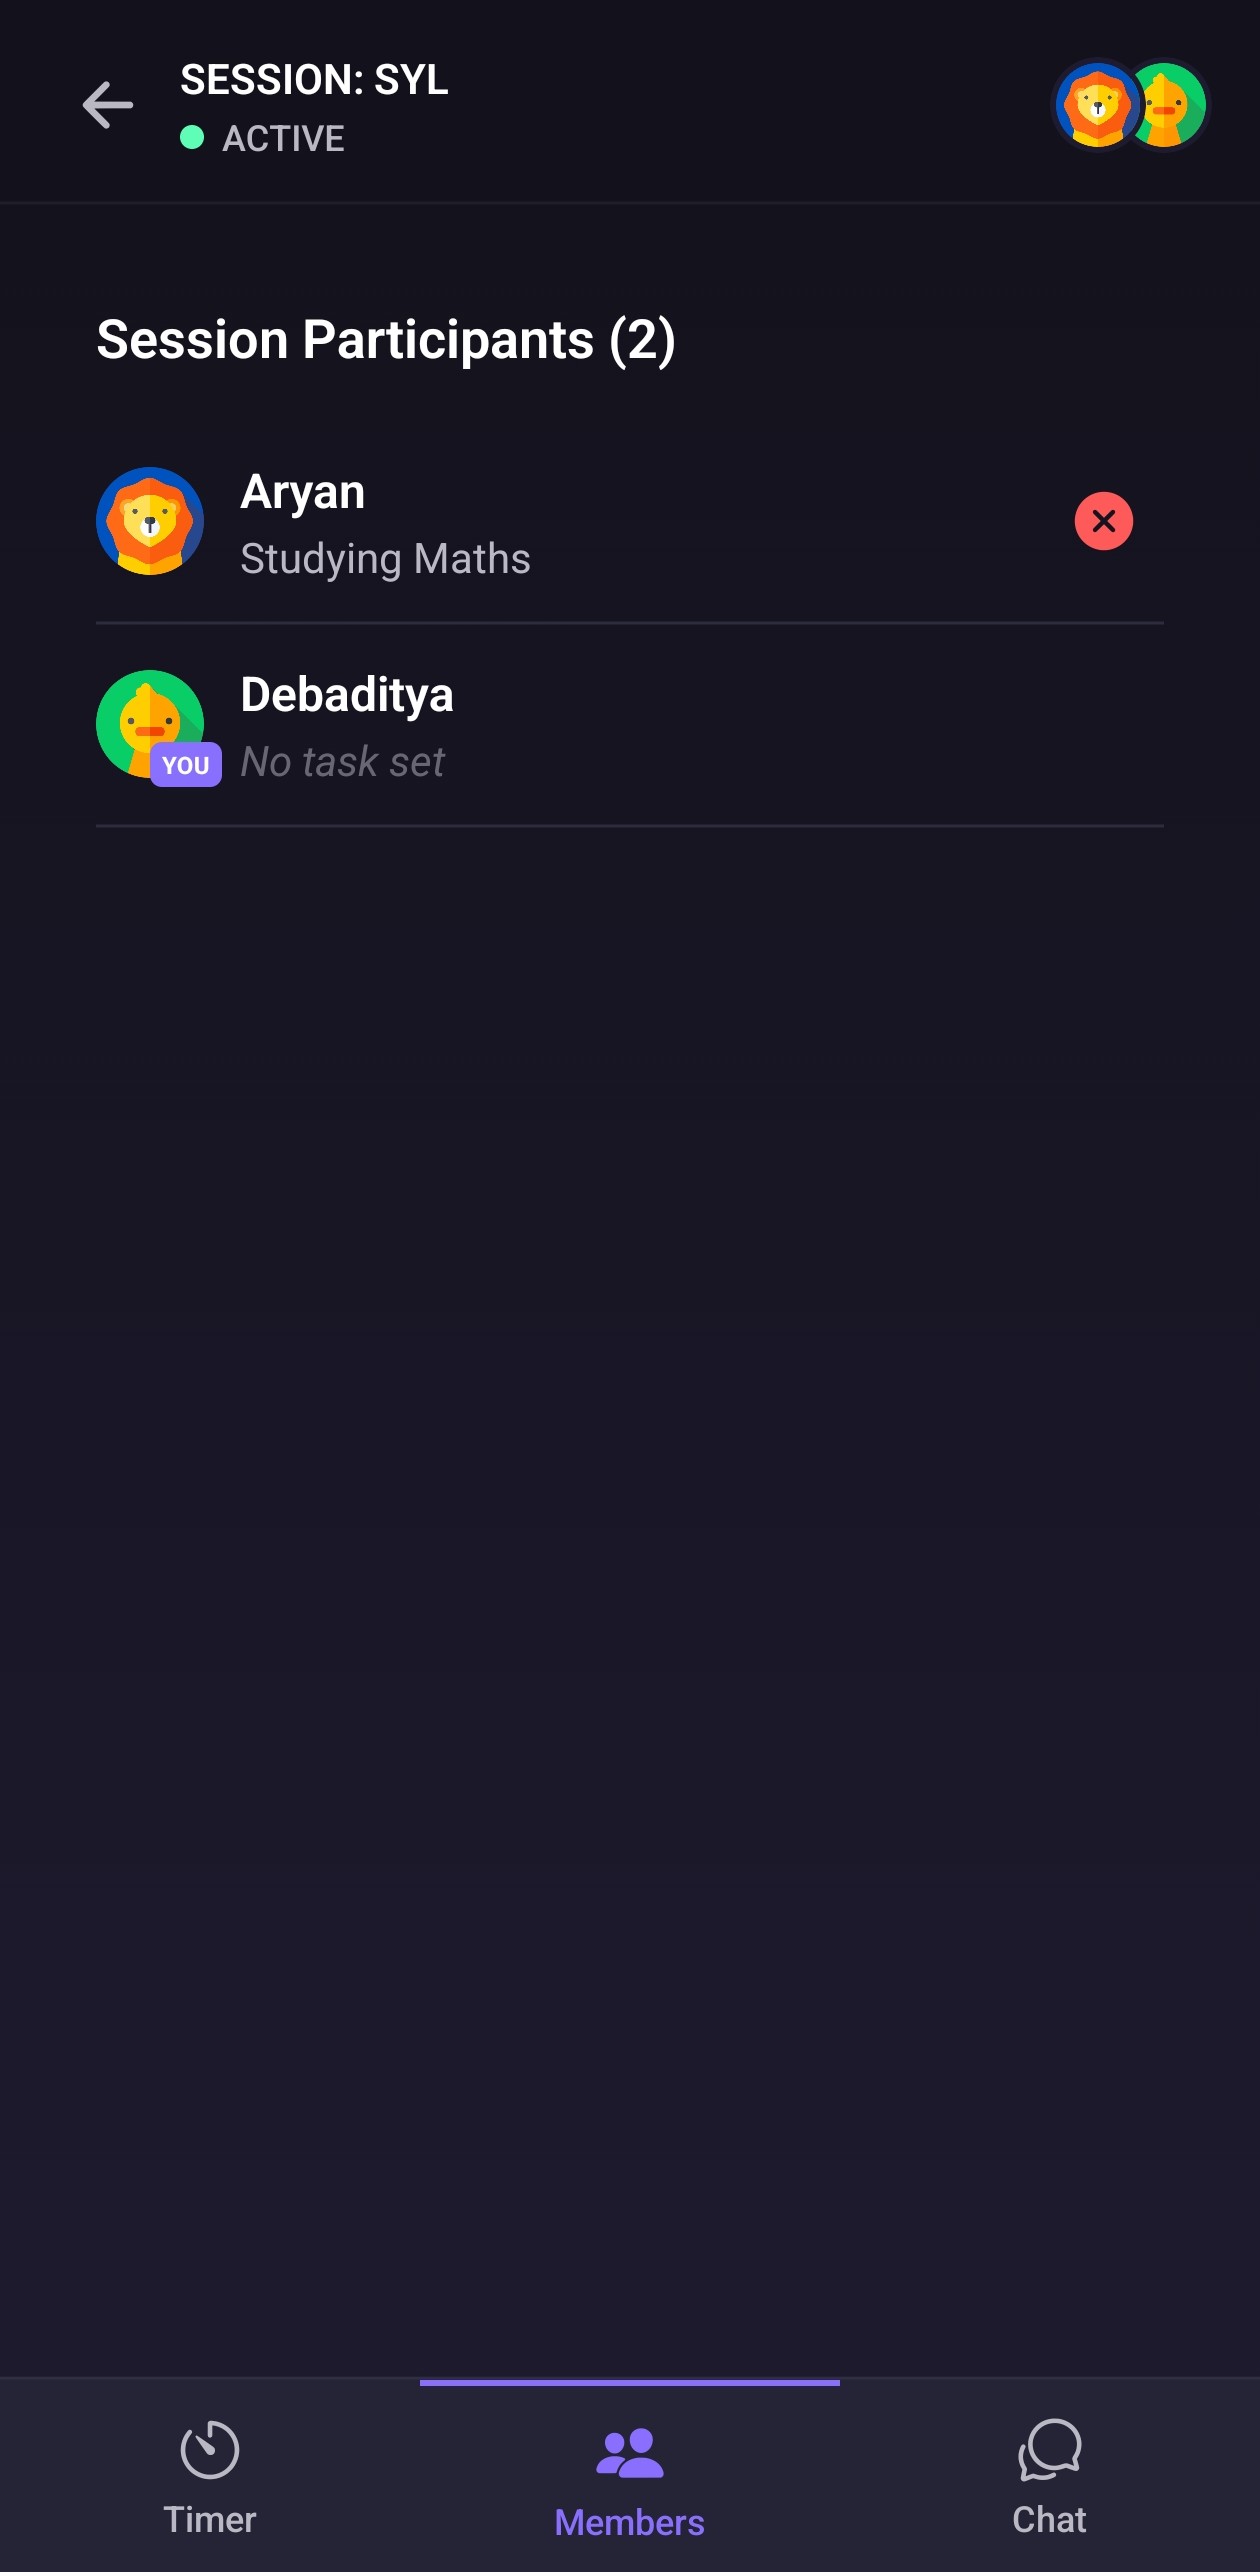 SESSION: SYL
ACTIVE
Session Participants (2)
Aryan
Studying Maths
Debaditya
YOU
No task set
Timer
Members
Chat